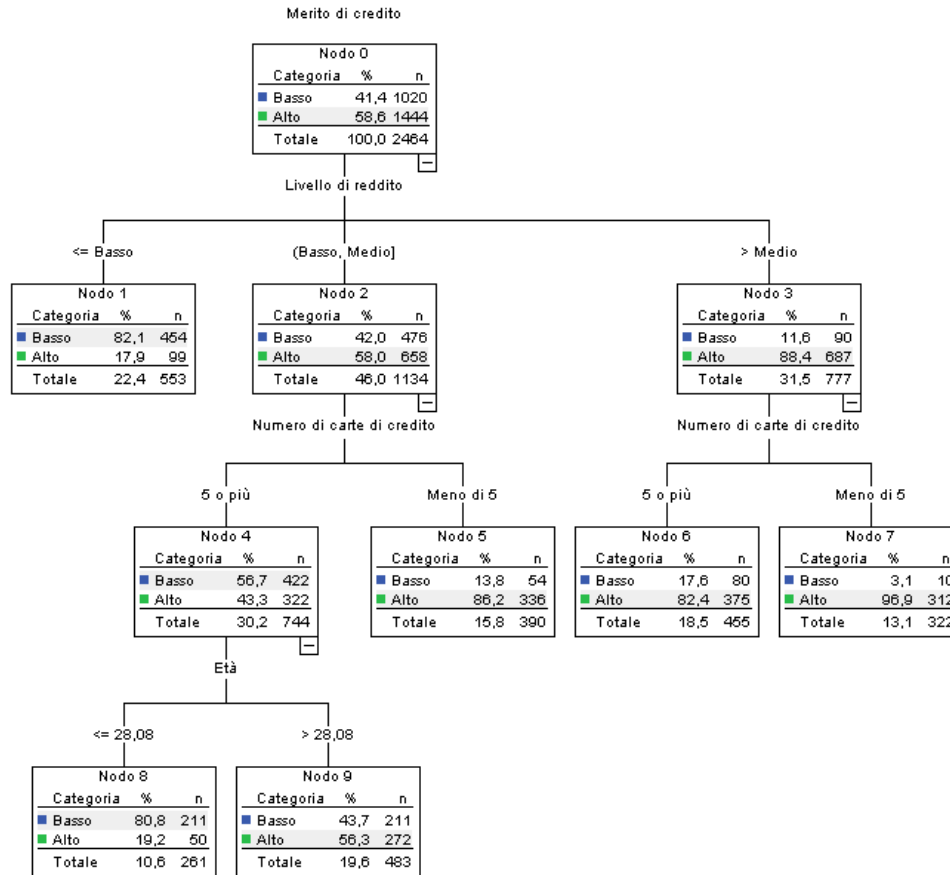 Merito di credito
Nodo 0
Categoria % n
Basso 41,4 1020
Alto 58,6 1444
Totale 100,0 2464
Livello di reddito
<= Basso
(Basso, Medio]
> Medio
Nodo 1
Categoria % n
Basso 82,1 454
Alto 17,9 99
Totale 22,4 553
Nodo 2
Categoria % n
Basso 42,0 476
Alto 58,0 658
Totale 46,0 1134
Nodo 3
Categoria % n
Basso 11,6 90
Alto 88,4 687
Totale 31,5 777
Numero di carte di credito
Numero di carte di credito
5 o più
Meno di 5
5 o più
Meno di 5
Nodo 4
Categoria % n
Basso 56,7 422
Alto 43,3 322
Totale 30,2 744
Nodo 5
Categoria % n
Basso 13,8 54
Alto 86,2 336
Totale 15,8 390
Nodo 6
Categoria % n
Basso 17,6 80
Alto 82,4 375
Totale 18,5 455
Nodo 7
Categoria % n
Basso 3,1 10
Alto 96,9 312
Totale 13,1 322
Età
<= 28,08
> 28,08
Nodo 8
Categoria % n
Basso 80,8 211
Alto 19,2 50
Totale 10,6 261
Nodo 9
Categoria % n
Basso 43,7 211
Alto 56,3 272
Totale 19,6 483